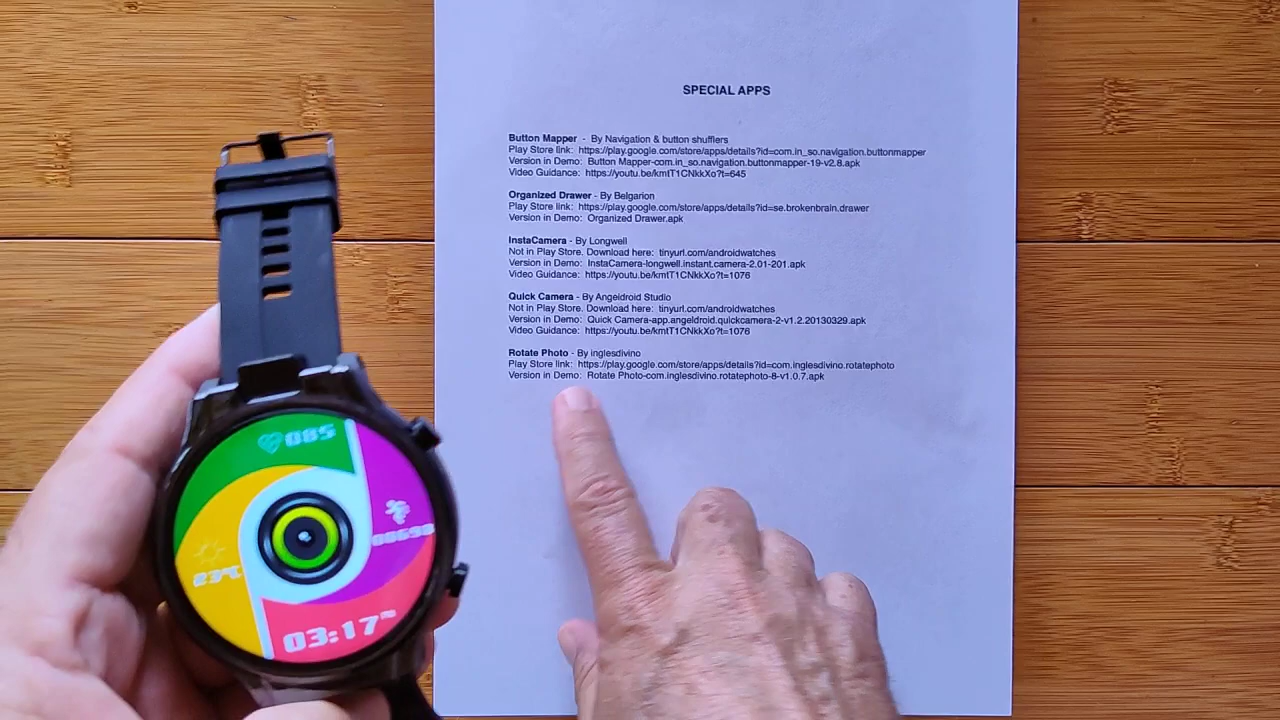 SPECIAL APPS
Button Mapper - By Navigation & button shufflers
Play Store link: https://play.google.com/store/apps/details?id=com.in_so.navigation.buttonmapper
Version in Demo: Button Mapper-com.in_so.navigation.buttonmapper-19-v2.8.apk
Video Guidance: https://youtu.be/kmtT1CNkkXo?t=645
Organized Drawer - By Belgarion
Play Store link: https://play.google.com/store/apps/details?id=se.brokenbrain.drawer
Version in Demo: Organized Drawer.apk
InstaCamera - By Longwell
Not in Play Store. Download here: tinyurl.com/androidwatches
Version in Demo: InstaCamera-longwell.instant.camera-2.01-201.apk
Video Guidance: https://youtu.be/kmtT1CNkkXo?t=1076
Quick Camera - By Angeldroid Studio
Not in Play Store. Download here: tinyurl.com/androidwatches
Version in Demo: Quick Camera-app.angeldroid.quickcamera-2-v1.2.20130329.apk
Video Guidance: https://youtu.be/kmtT1CNkkXo?t=1076
Rotate Photo - By inglesdivino
Play Store link: https://play.google.com/store/apps/details?id=com.inglesdivino.rotatephoto
Version in Demo: Rotate Photo-com.inglesdivino.rotatephoto-8-v1.0.7.apk
085
23°C
03:17